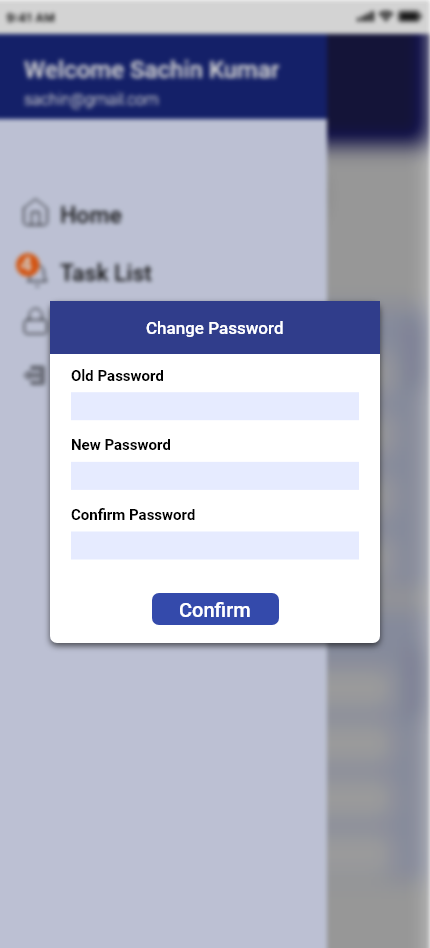 9:41 AM
Welcome Sachin Kumar
sachin@gmail.com
Home
4
Task List
Change Password
Old Password
New Password
Confirm Password
Confirm